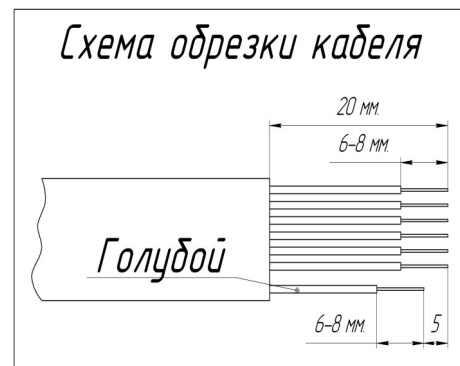 Схема обрезки кабеля
20 мм.
6-8 мм.
Голубой
6-8 мм. 5